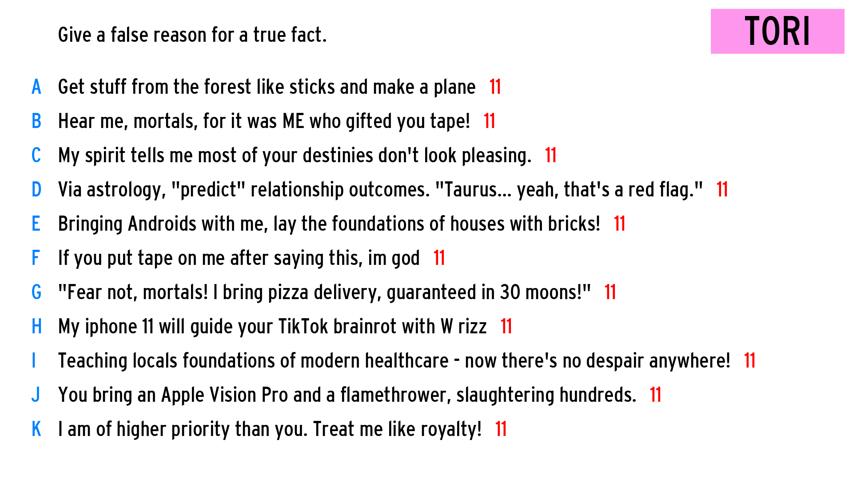 Give a false reason for a true fact.
TORI
A Get stuff from the forest like sticks and make a plane 11
B Hear me, mortals, for it was ME who gifted you tape! 11
C My spirit tells me most of your destinies don't look pleasing. 11
D Via astrology, "predict" relationship outcomes. "Taurus... yeah, that's a red flag." 11
E Bringing Androids with me, lay the foundations of houses with bricks! 11
F If you put tape on me after saying this, im god 11
G "Fear not, mortals! I bring pizza delivery, guaranteed in 30 moons!" 11
H My iphone 11 will guide your TikTok brainrot with W rizz 11
I Teaching locals foundations of modern healthcare - now there's no despair anywhere! 11
J You bring an Apple Vision Pro and a flamethrower, slaughtering hundreds. 11
K I am of higher priority than you. Treat me like royalty! 11